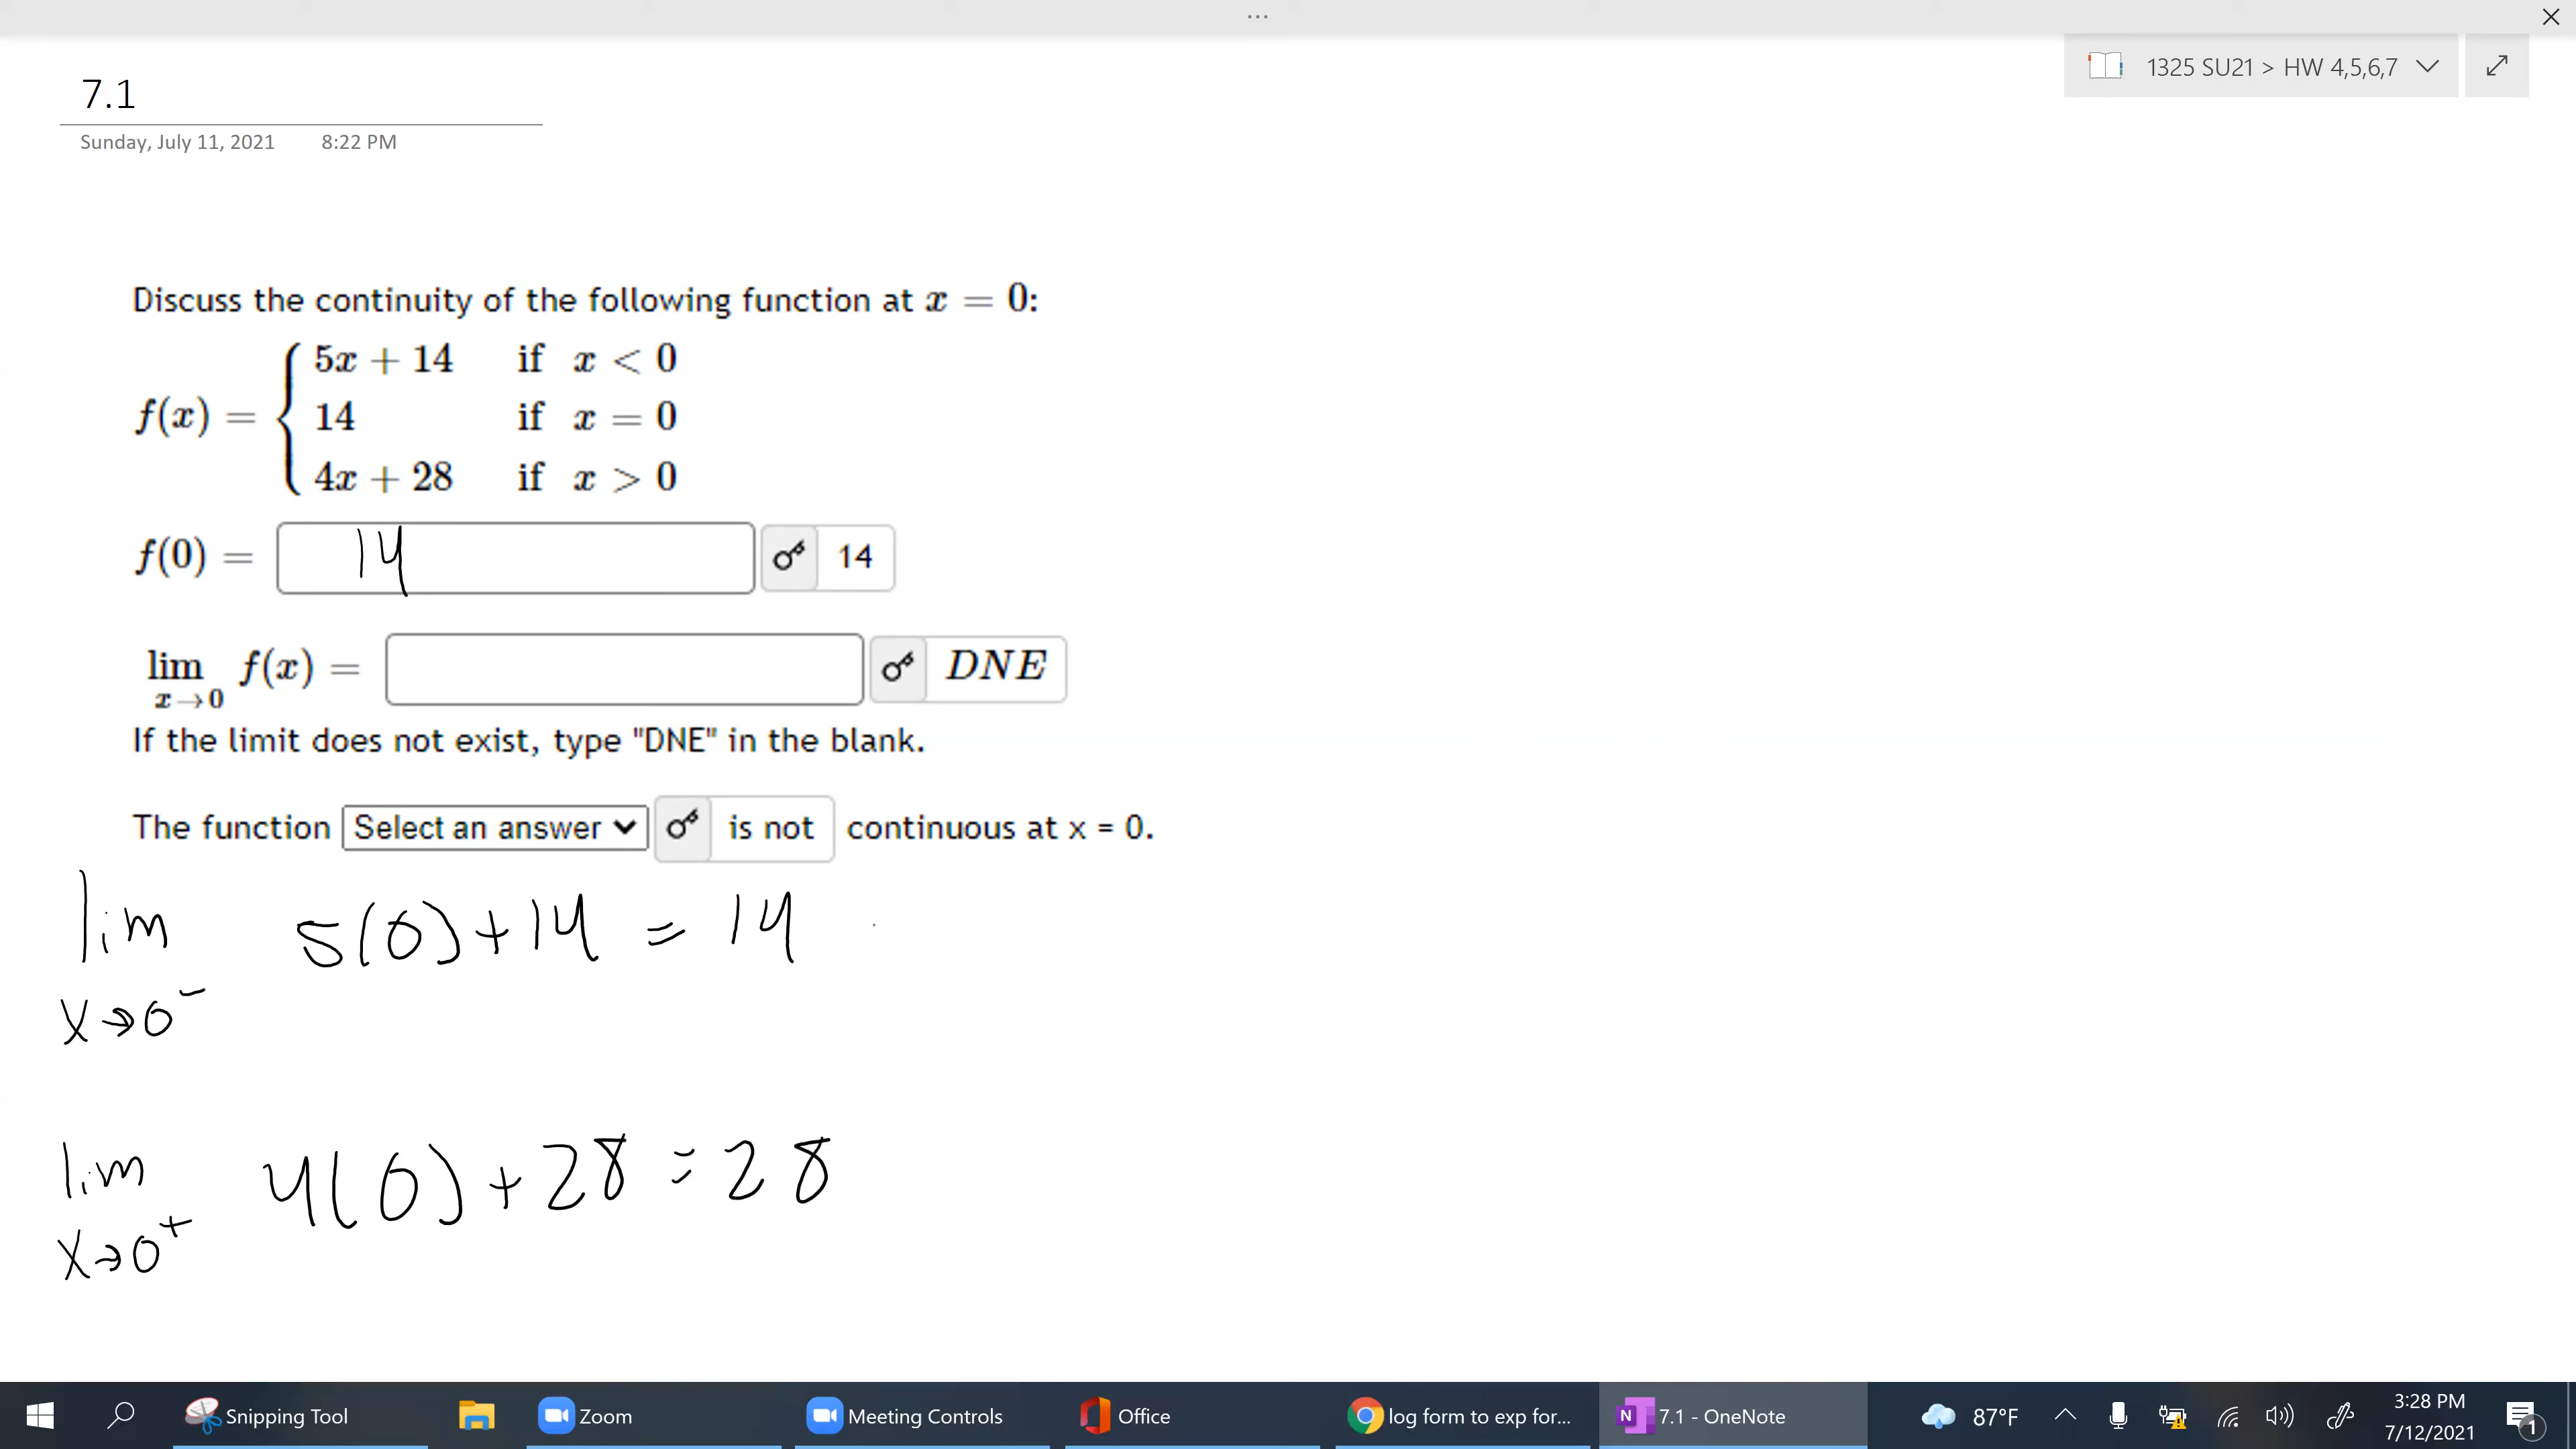 ...
1325 SU21 > HW 4,5,6,7
7.1
Sunday, July 11, 2021 8:22 PM
Discuss the continuity of the following function at x = 0:
5x + 14 if x < 0
f(x) = { 14 if x = 0
4x + 28 if x > 0
f(0) = 14 14
lim x→0 f(x) = DNE
If the limit does not exist, type "DNE" in the blank.
The function Select an answer is not continuous at x = 0.
lim 5(0)+14 = 14
x→0⁻
lim 4(0)+28 = 28
x→0⁺
Snipping Tool Zoom Meeting Controls Office log form to exp for... N 7.1 - OneNote 87°F 3:28 PM 1
7/12/2021